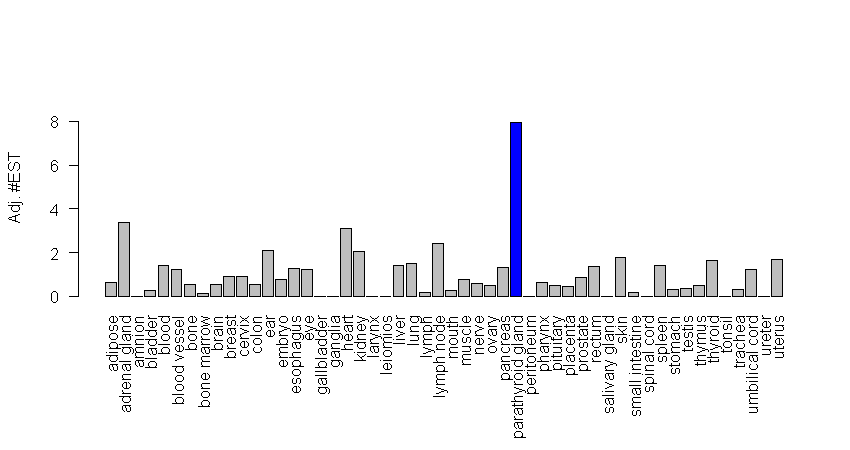 Adj. #EST
8
6
4
2
0
adipose
adrenal gland
amnion
bladder
blood
blood vessel
bone
bone marrow
brain
breast
cervix
colon
ear
embryo
esophagus
eye
gallbladder
ganglia
heart
kidney
larynx
leiomios
liver
lung
lymph
lymph node
mouth
muscle
nerve
ovary
pancreas
parathyroid gland
peritoneum
pharynx
pituitary
placenta
prostate
rectum
salivary gland
skin
small intestine
spinal cord
spleen
stomach
testis
thymus
thyroid
tonsil
trachea
umbilical cord
ureter
uterus